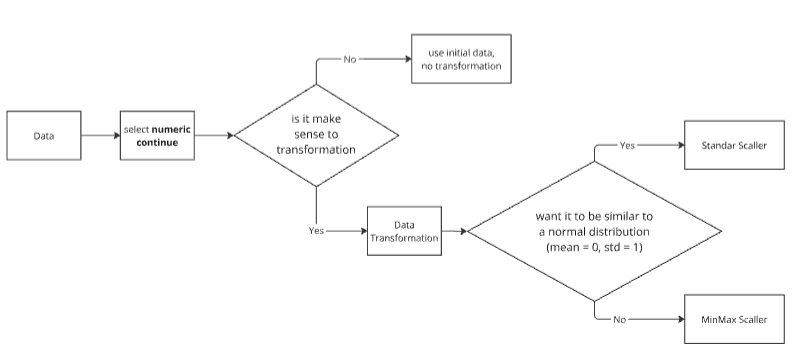 Data
select numeric
continue
is it make
sense to
transformation
No
use initial data,
no transformation
Yes
Data
Transformation
want it to be similar to
a normal distribution
(mean = 0, std = 1)
Yes
Standar Scaller
No
MinMax Scaller